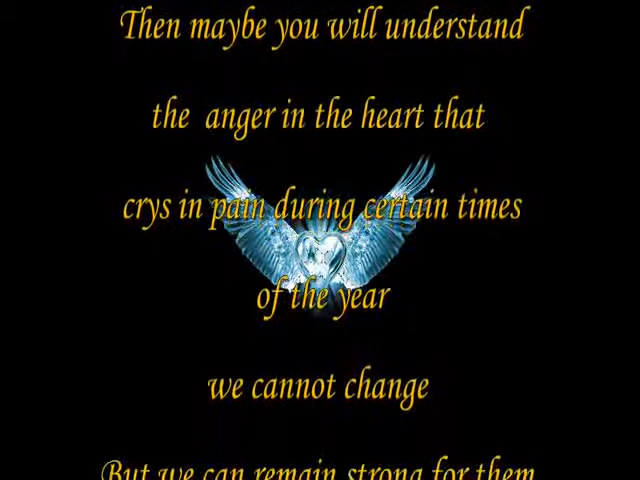 Then maybe you will understand
the anger in the heart that
crys in pain during certain times
of the year
we cannot change
But we can remain strong for them